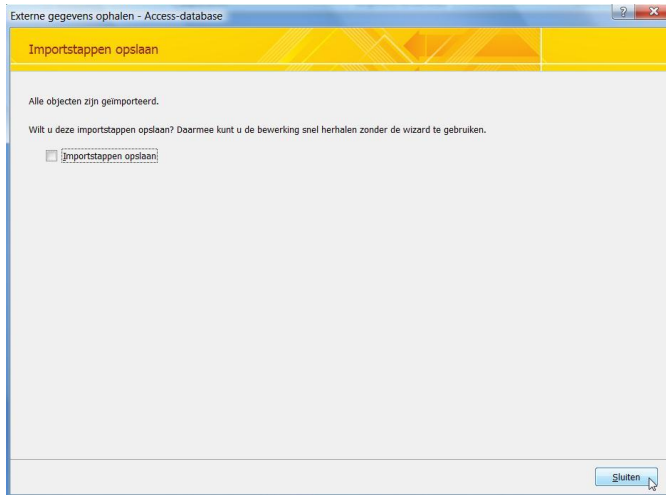 Externe gegevens ophalen - Access-database
Importstappen opslaan
Alle objecten zijn geïmporteerd.
Wilt u deze importstappen opslaan? Daarmee kunt u de bewerking snel herhalen zonder de wizard te gebruiken.
Importstappen opslaan
Sluiten